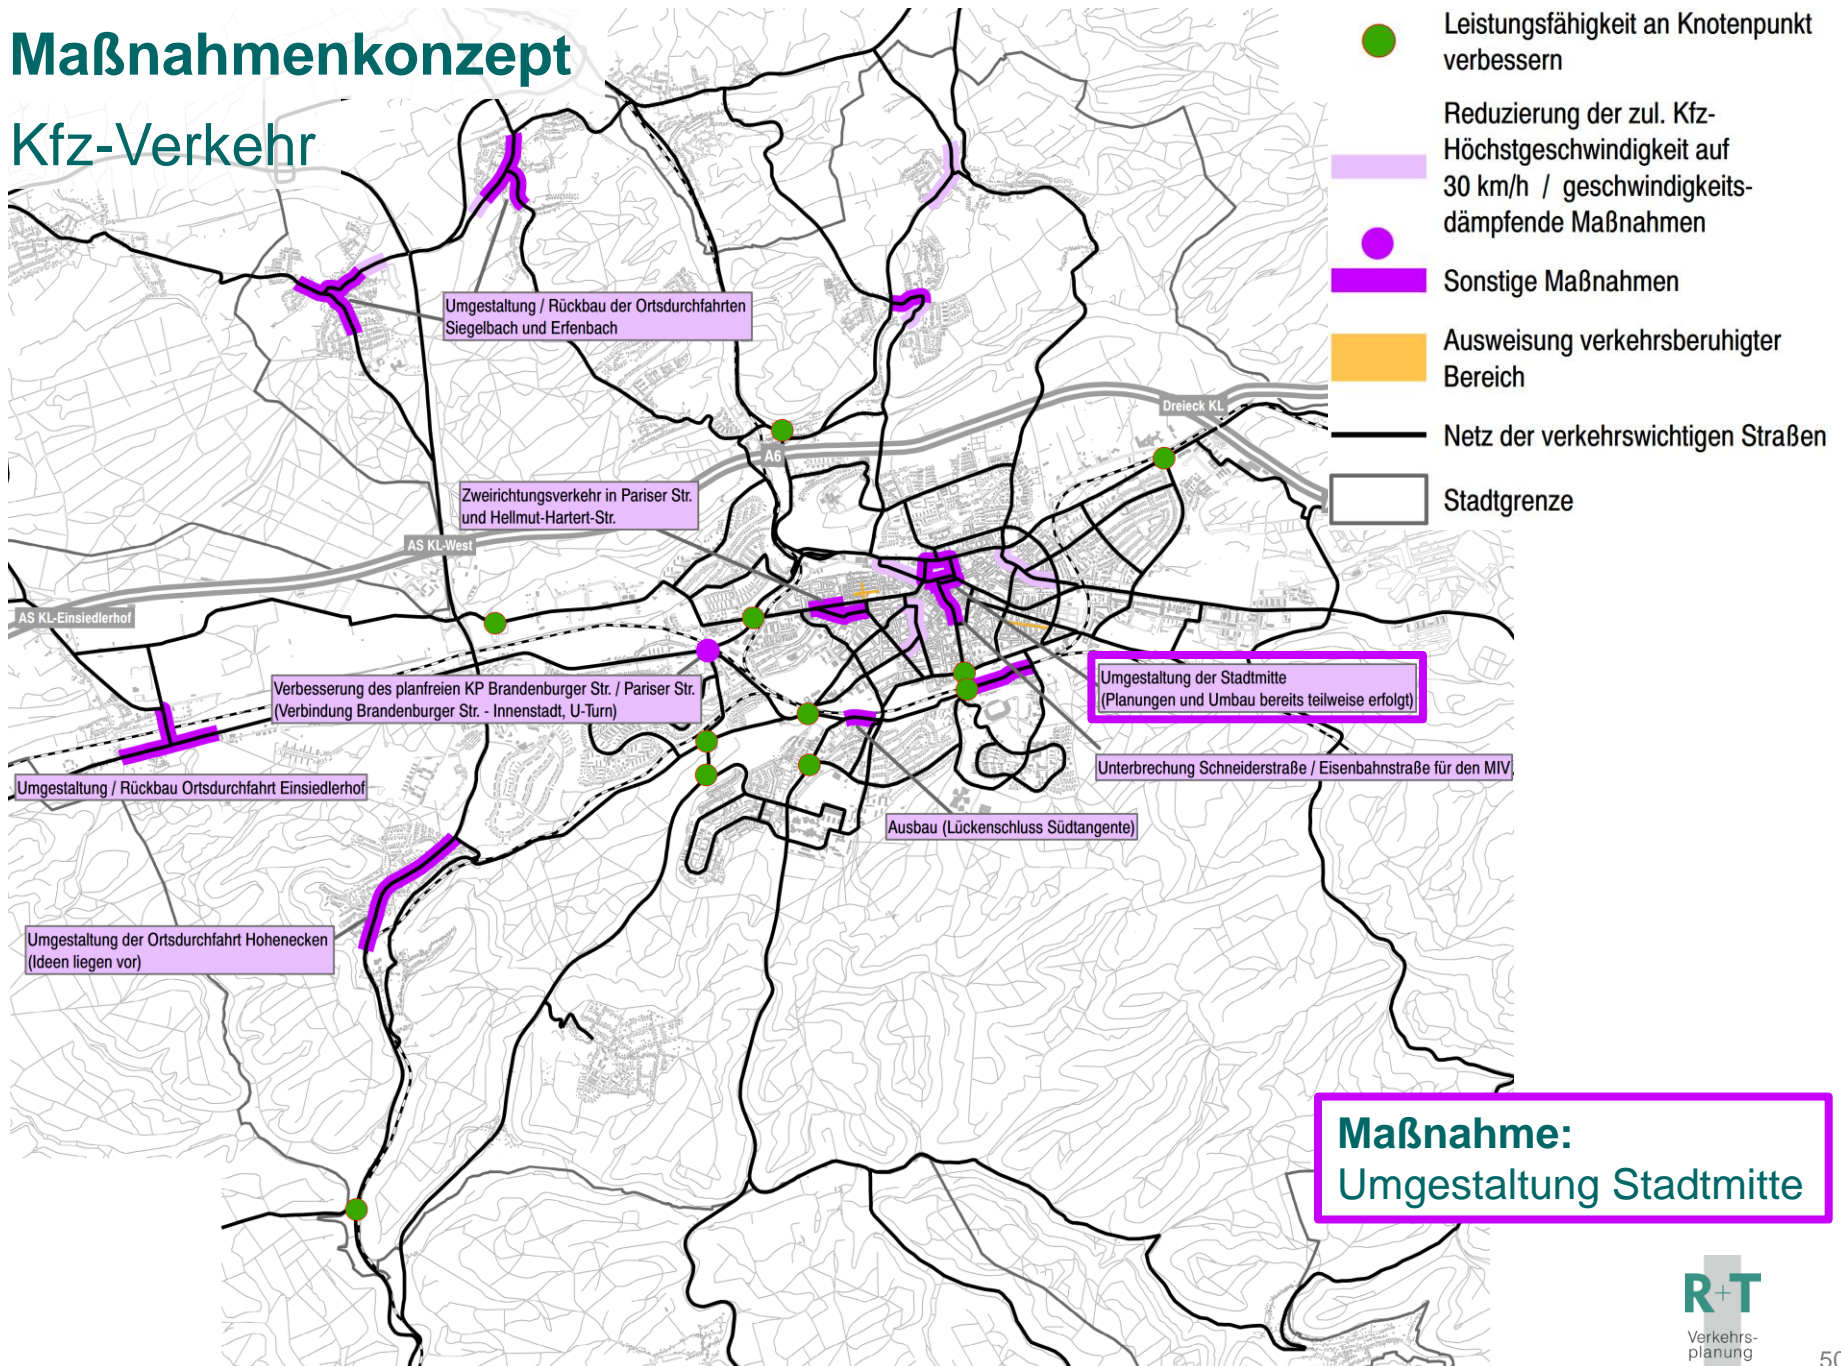 Maßnahmenkonzept
Kfz-Verkehr
Leistungsfähigkeit an Knotenpunkt
verbessern
Reduzierung der zul. Kfz-
Höchstgeschwindigkeit auf
30 km/h / geschwindigkeits-
dämpfende Maßnahmen
Sonstige Maßnahmen
Ausweisung verkehrsberuhigter
Bereich
Netz der verkehrswichtigen Straßen
Stadtgrenze
Umgestaltung / Rückbau der Ortsdurchfahrten
Siegelbach und Erfenbach
Dreieck KL
A6
Zweirichtungsverkehr in Pariser Str.
und Hellmut-Hartert-Str.
AS KL-West
AS KL-Einsiedlerhof
Verbesserung des planfreien KP Brandenburger Str. / Pariser Str.
(Verbindung Brandenburger Str. - Innenstadt, U-Turn)
Umgestaltung der Stadtmitte
(Planungen und Umbau bereits teilweise erfolgt)
Unterbrechung Schneiderstraße / Eisenbahnstraße für den MIV
Umgestaltung / Rückbau Ortsdurchfahrt Einsiedlerhof
Ausbau (Lückenschluss Südtangente)
Umgestaltung der Ortsdurchfahrt Hohenecken
(Ideen liegen vor)
Maßnahme:
Umgestaltung Stadtmitte
R+T
Verkehrs-
planung
50